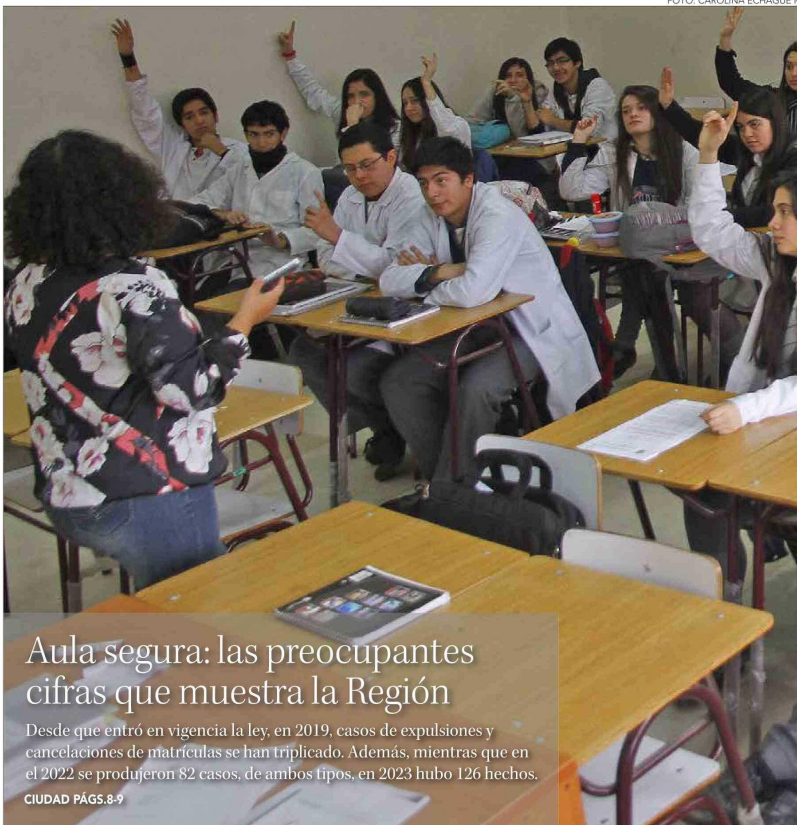 FOTO: CAROLINA ECHAGÜE
Aula segura: las preocupantes
cifras que muestra la Región
Desde que entró en vigencia la ley, en 2019, casos de expulsiones y
cancelaciones de matrículas se han triplicado. Además, mientras que en
el 2022 se produjeron 82 casos, de ambos tipos, en 2023 hubo 126 hechos.
CIUDAD PÁGS.8-9